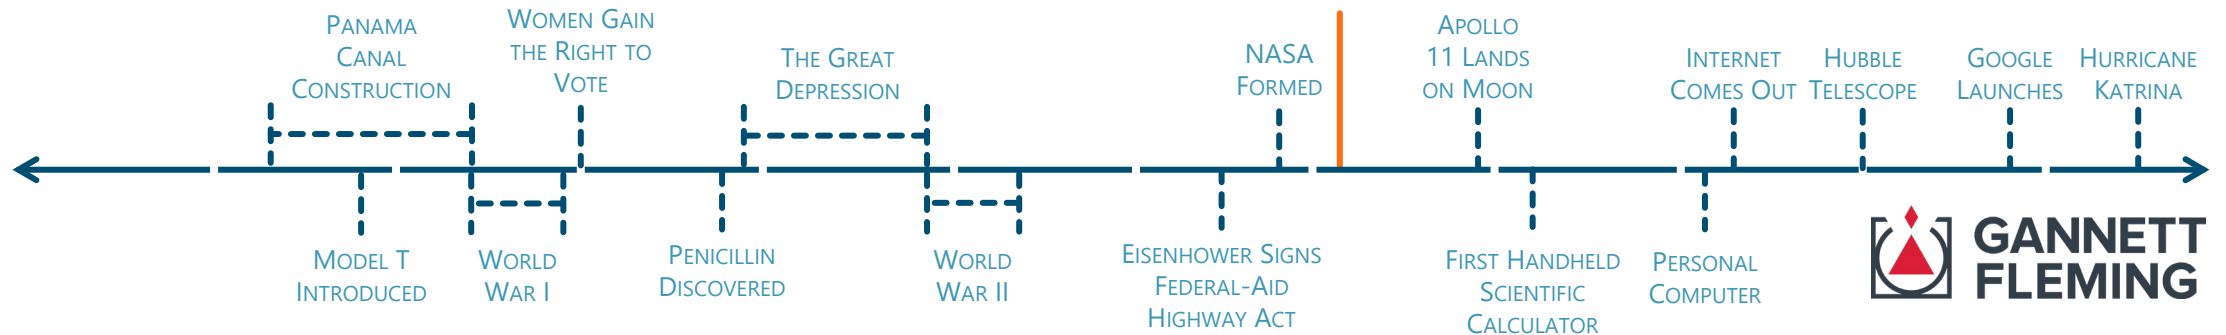 PANAMA
CANAL
CONSTRUCTION
WOMEN GAIN
THE RIGHT TO
VOTE
THE GREAT
DEPRESSION
NASA
FORMED
APOLLO
11 LANDS
ON MOON
INTERNET
COMES OUT
HUBBLE
TELESCOPE
GOOGLE
LAUNCHES
HURRICANE
KATRINA
MODEL T
INTRODUCED
WORLD
WAR I
PENICILLIN
DISCOVERED
WORLD
WAR II
EISENHOWER SIGNS
FEDERAL-AID
HIGHWAY ACT
FIRST HANDHELD
SCIENTIFIC
CALCULATOR
PERSONAL
COMPUTER
GANNETT
FLEMING